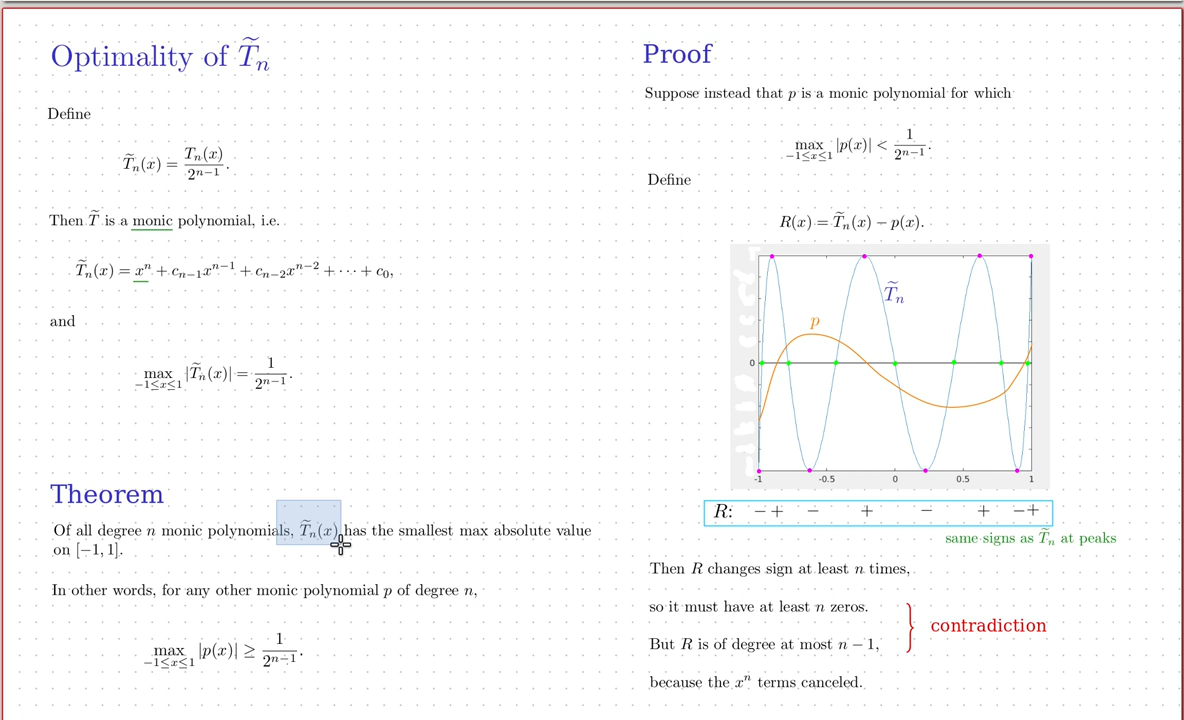 Optimality of T̃ₙ
Define
T̃ₙ(x) = Tₙ(x) / 2ⁿ⁻¹.
Then T̃ is a monic polynomial, i.e.
T̃ₙ(x) = xⁿ + cₙ₋₁xⁿ⁻¹ + cₙ₋₂xⁿ⁻² + ⋯ + c₀,
and
max −1≤x≤1 |T̃ₙ(x)| = 1 / 2ⁿ⁻¹.
Theorem
Of all degree n monic polynomials, T̃ₙ(x) has the smallest max absolute value
on [−1, 1].
In other words, for any other monic polynomial p of degree n,
max −1≤x≤1 |p(x)| ≥ 1 / 2ⁿ⁻¹.
Proof
Suppose instead that p is a monic polynomial for which
max −1≤x≤1 |p(x)| < 1 / 2ⁿ⁻¹.
Define
R(x) = T̃ₙ(x) − p(x).
T̃ₙ
p
0
-1 -0.5 0 0.5 1
R: − + − + − + −+
same signs as T̃ₙ at peaks
Then R changes sign at least n times,
so it must have at least n zeros.
contradiction
But R is of degree at most n − 1,
because the xⁿ terms canceled.